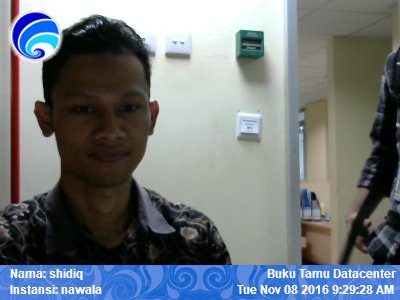 Nama: shidiq
Buku Tamu Datacenter
Instansi: nawala
Tue Nov 08 2016 9:29:28 AM